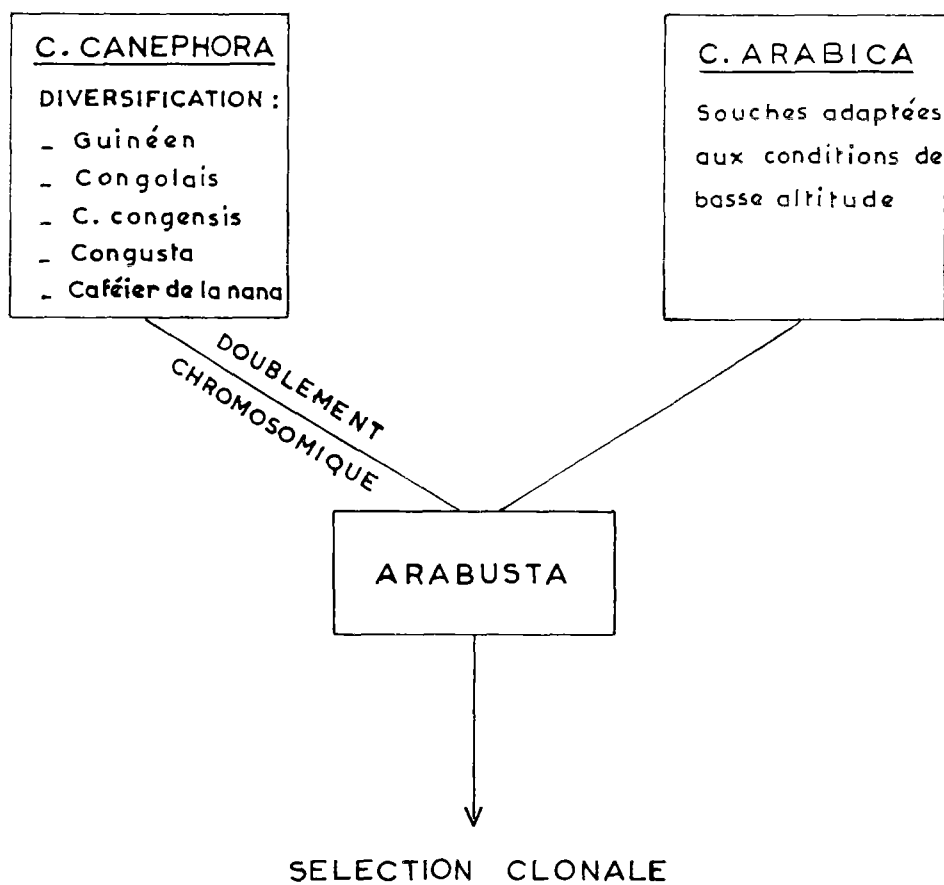 C. CANEPHORA
DIVERSIFICATION :
- Guinéen
- Congolais
- C. congensis
- Congusta
- Caféier de la nana
C. ARABICA
Souches adaptées
aux conditions de
basse altitude
DOUBLEMENT
CHROMOSOMIQUE
ARABUSTA
SELECTION CLONALE